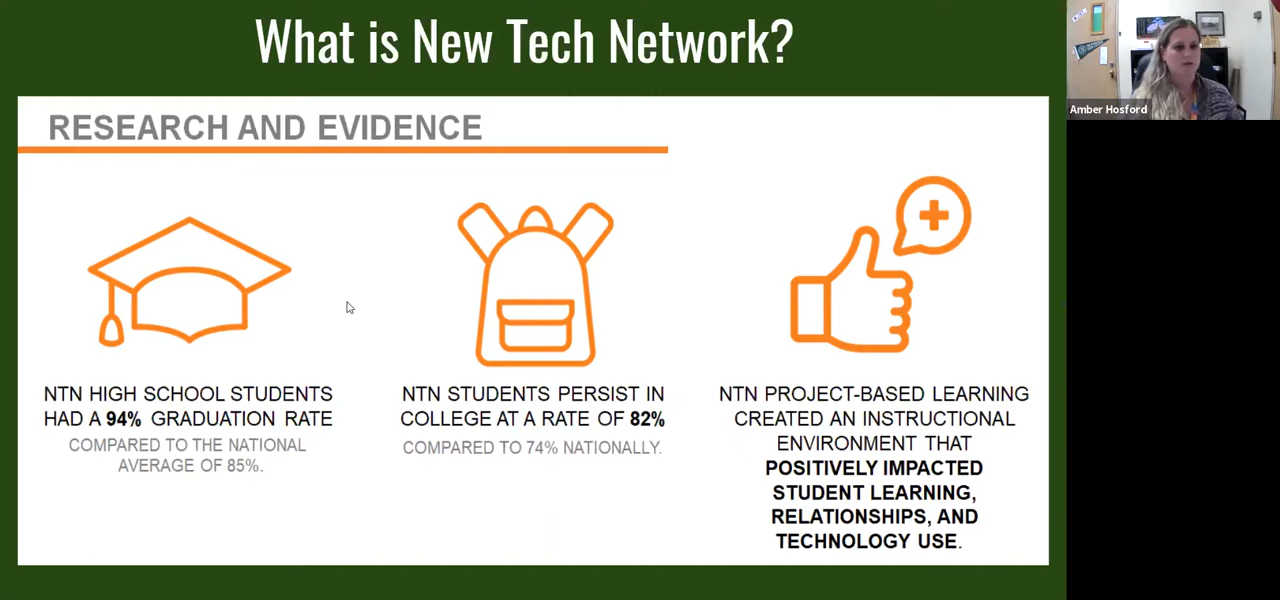 What is New Tech Network?
RESEARCH AND EVIDENCE
NTN HIGH SCHOOL STUDENTS
HAD A 94% GRADUATION RATE
COMPARED TO THE NATIONAL
AVERAGE OF 85%.
NTN STUDENTS PERSIST IN
COLLEGE AT A RATE OF 82%
COMPARED TO 74% NATIONALLY.
NTN PROJECT-BASED LEARNING
CREATED AN INSTRUCTIONAL
ENVIRONMENT THAT
POSITIVELY IMPACTED
STUDENT LEARNING,
RELATIONSHIPS, AND
TECHNOLOGY USE.
Amber Hosford